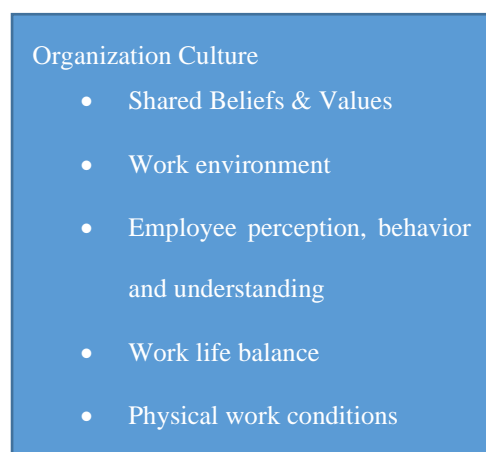 Organization Culture
• Shared Beliefs & Values
• Work environment
• Employee perception, behavior
and understanding
• Work life balance
• Physical work conditions